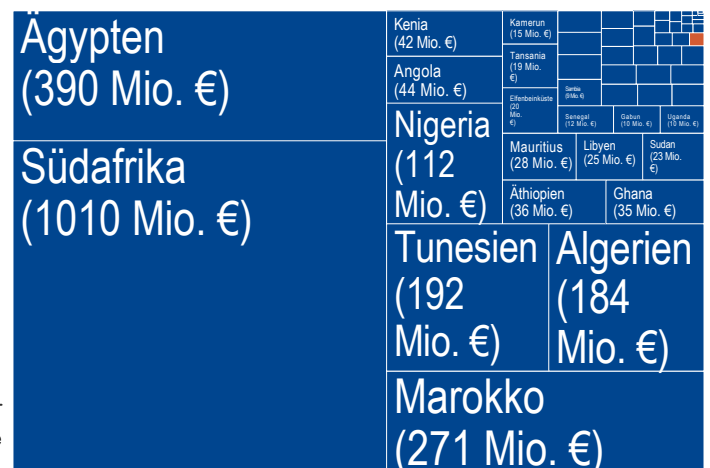 Ägypten
(390 Mio. €)
Südafrika
(1010 Mio. €)
Kenia
(42 Mio. €)
Angola
(44 Mio. €)
Nigeria
(112
Mio. €)
Kamerun
(15 Mio. €)
Tansania
(19 Mio.
€)
Elfenbeinküste
(20
Mio.
€)
Sambia
(9 Mio. €)
Senegal
(12 Mio. €)
Gabun
(10 Mio. €)
Uganda
(10 Mio. €)
Mauritius
(28 Mio. €)
Libyen
(25 Mio. €)
Sudan
(23 Mio.
€)
Äthiopien
(36 Mio. €)
Ghana
(35 Mio. €)
Tunesien
(192
Mio. €)
Algerien
(184
Mio. €)
Marokko
(271 Mio. €)